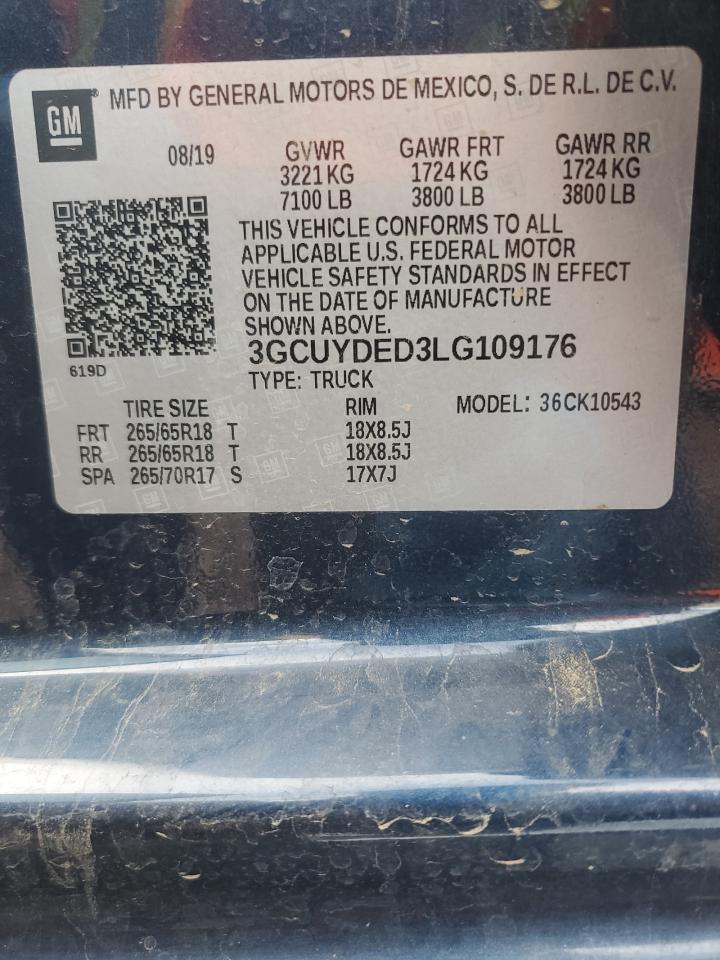 GM® MFD BY GENERAL MOTORS DE MEXICO, S. DE R.L. DE C.V.
08/19 GVWR GAWR FRT GAWR RR
3221 KG 1724 KG 1724 KG
7100 LB 3800 LB 3800 LB
THIS VEHICLE CONFORMS TO ALL
APPLICABLE U.S. FEDERAL MOTOR
VEHICLE SAFETY STANDARDS IN EFFECT
ON THE DATE OF MANUFACTURE
SHOWN ABOVE.
3GCUYDED3LG109176
619D
TYPE: TRUCK
TIRE SIZE RIM MODEL: 36CK10543
FRT 265/65R18 T 18X8.5J
RR 265/65R18 T 18X8.5J
SPA 265/70R17 S 17X7J